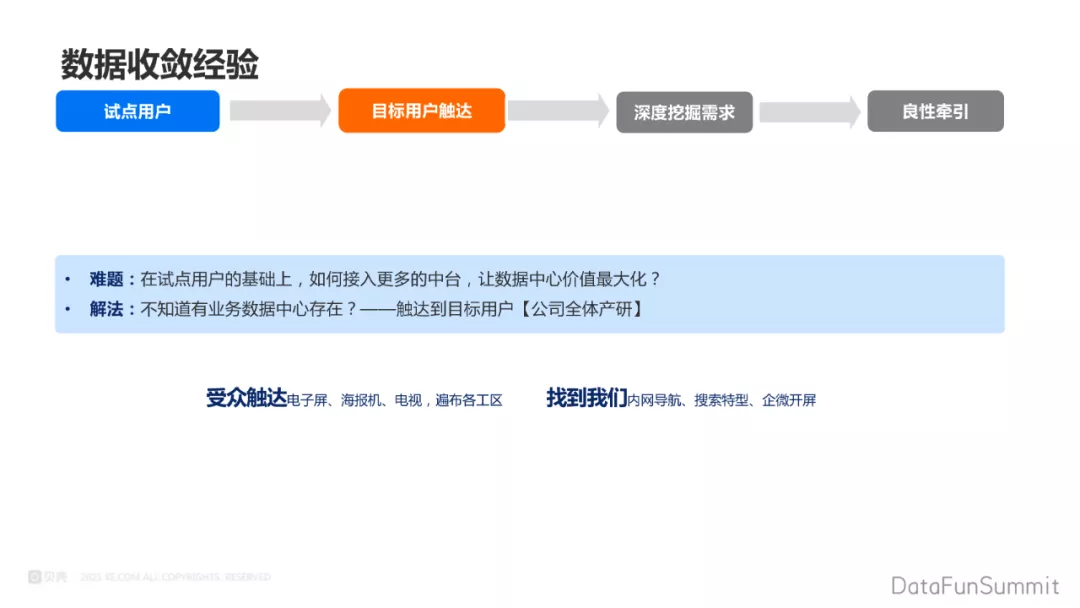 数据收敛经验
试点用户
目标用户触达
深度挖掘需求
良性牵引
• 难题：在试点用户的基础上，如何接入更多的中台，让数据中心价值最大化？
• 解法：不知道有业务数据中心存在？——触达到目标用户【公司全体产研】
受众触达电子屏、海报机、电视，遍布各工区
找到我们内网导航、搜索特型、企微开屏
贝壳
KE.COM ALL COPYRIGHTS RESERVED
DataFunSummit